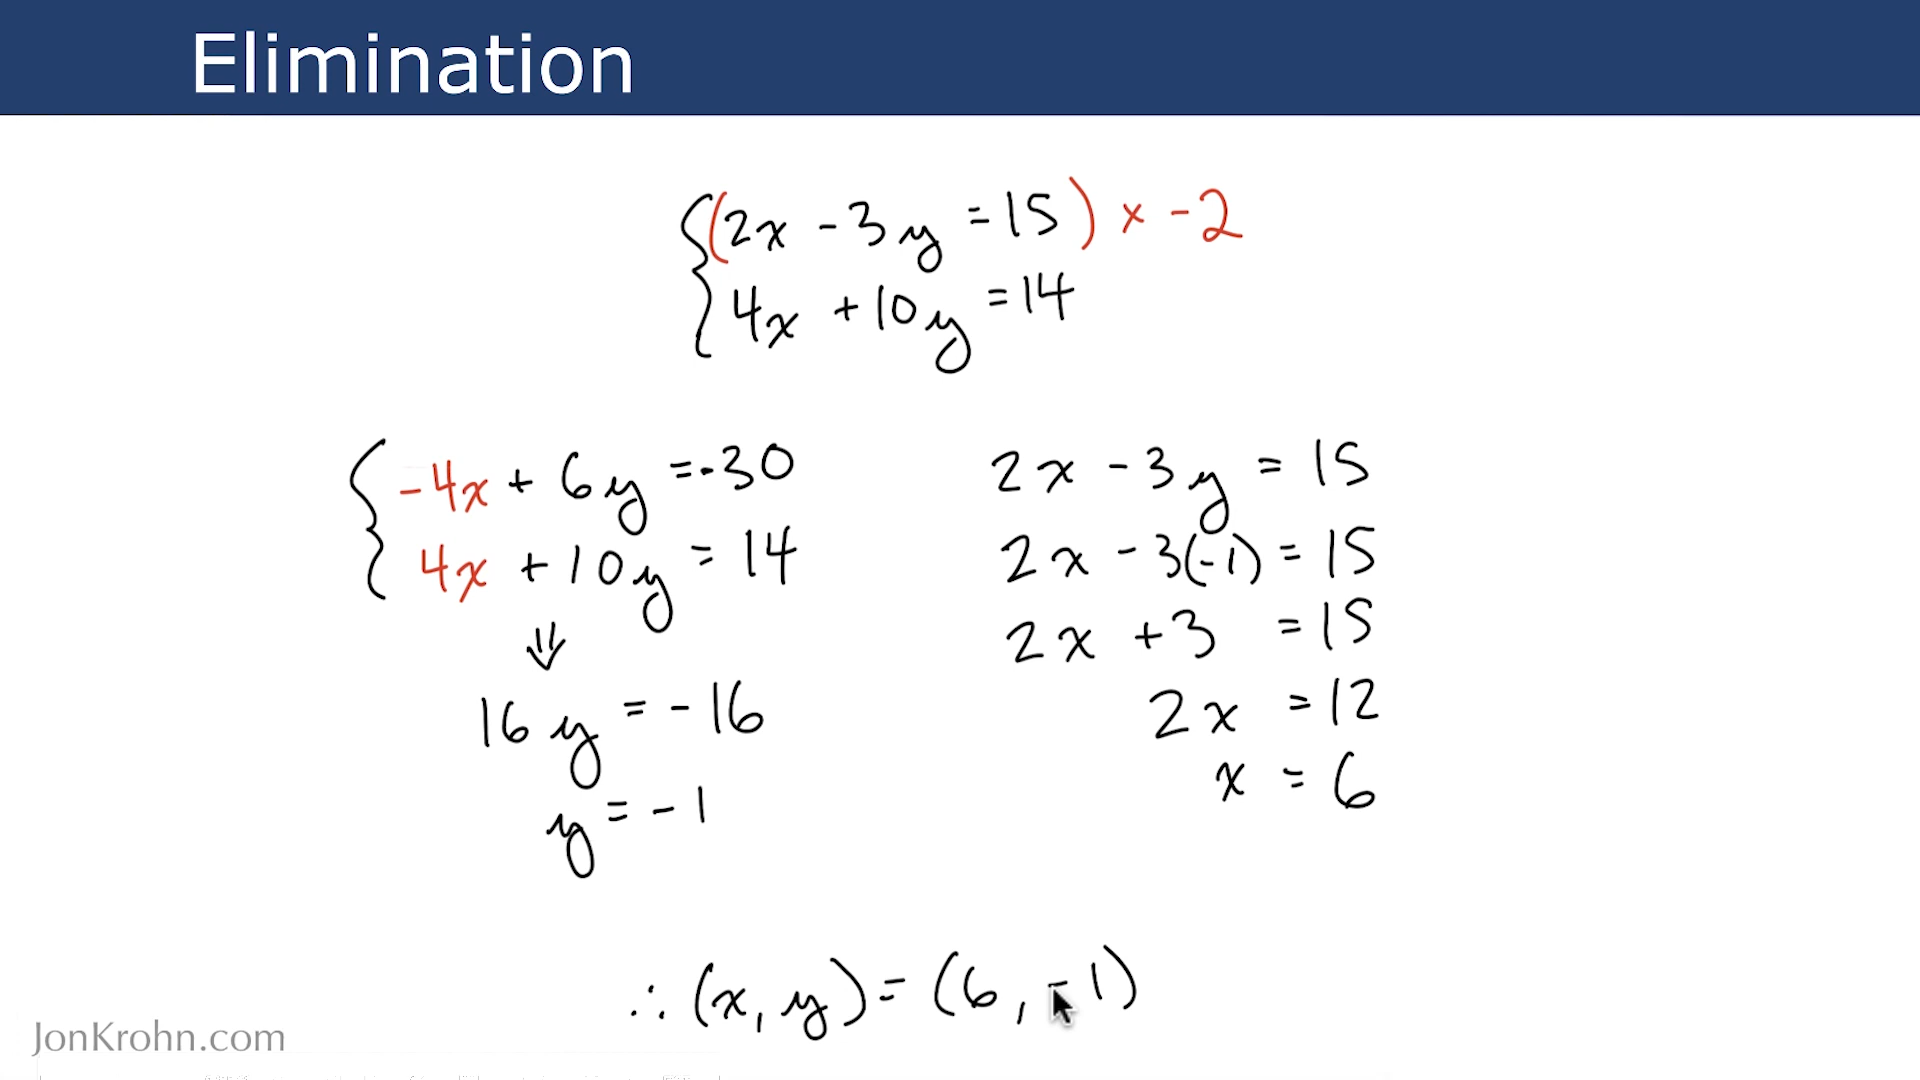 Elimination
(2x - 3y = 15) x -2
4x + 10y = 14
-4x + 6y = -30
4x + 10y = 14
⇓
16y = -16
y = -1
2x - 3y = 15
2x - 3(-1) = 15
2x + 3 = 15
2x = 12
x = 6
∴ (x, y) = (6, -1)
JonKrohn.com